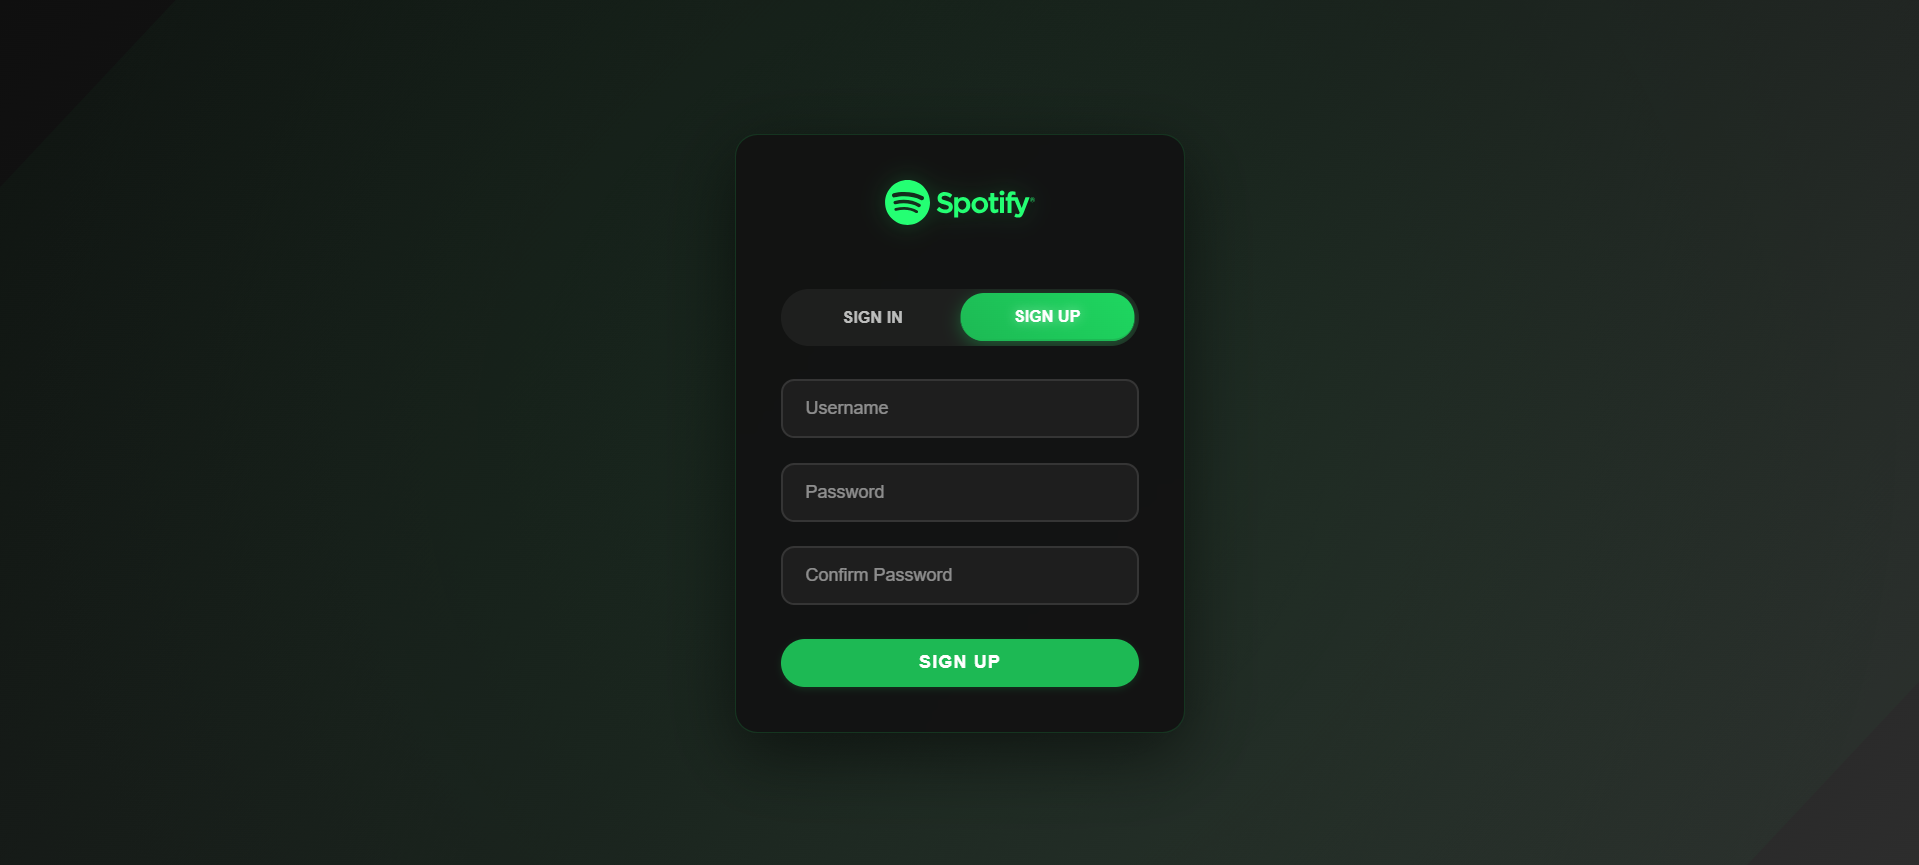 Spotify
SIGN IN
SIGN UP
Username
Password
Confirm Password
SIGN UP